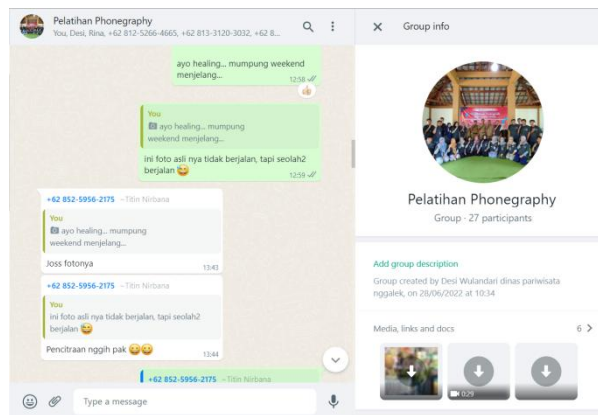 Pelatihan Phonegraphy
You, Desi, Rina, +62 812-5266-4665, +62 813-3120-3032, +62 8...
ayo healing... mumpung weekend
menjelang...
12:58
You
ayo healing... mumpung
weekend menjelang...
ini foto asli nya tidak berjalan, tapi seolah2
berjalan 😅
12:59
+62 852-5956-2175 ~Titin Nirbana
You
ayo healing... mumpung
weekend menjelang...
Joss fotonya
13:43
+62 852-5956-2175 ~Titin Nirbana
You
ini foto asli nya tidak berjalan, tapi seolah2
berjalan 😅
Pencitraan nggih pak 😄😄
13:44
+62 852-5956-2175 ~Titin Nirbana
Type a message
Group info
Pelatihan Phonegraphy
Group · 27 participants
Add group description
Group created by Desi Wulandari dinas pariwisata
nggalek, on 28/06/2022 at 10:34
Media, links and docs
6
0:29